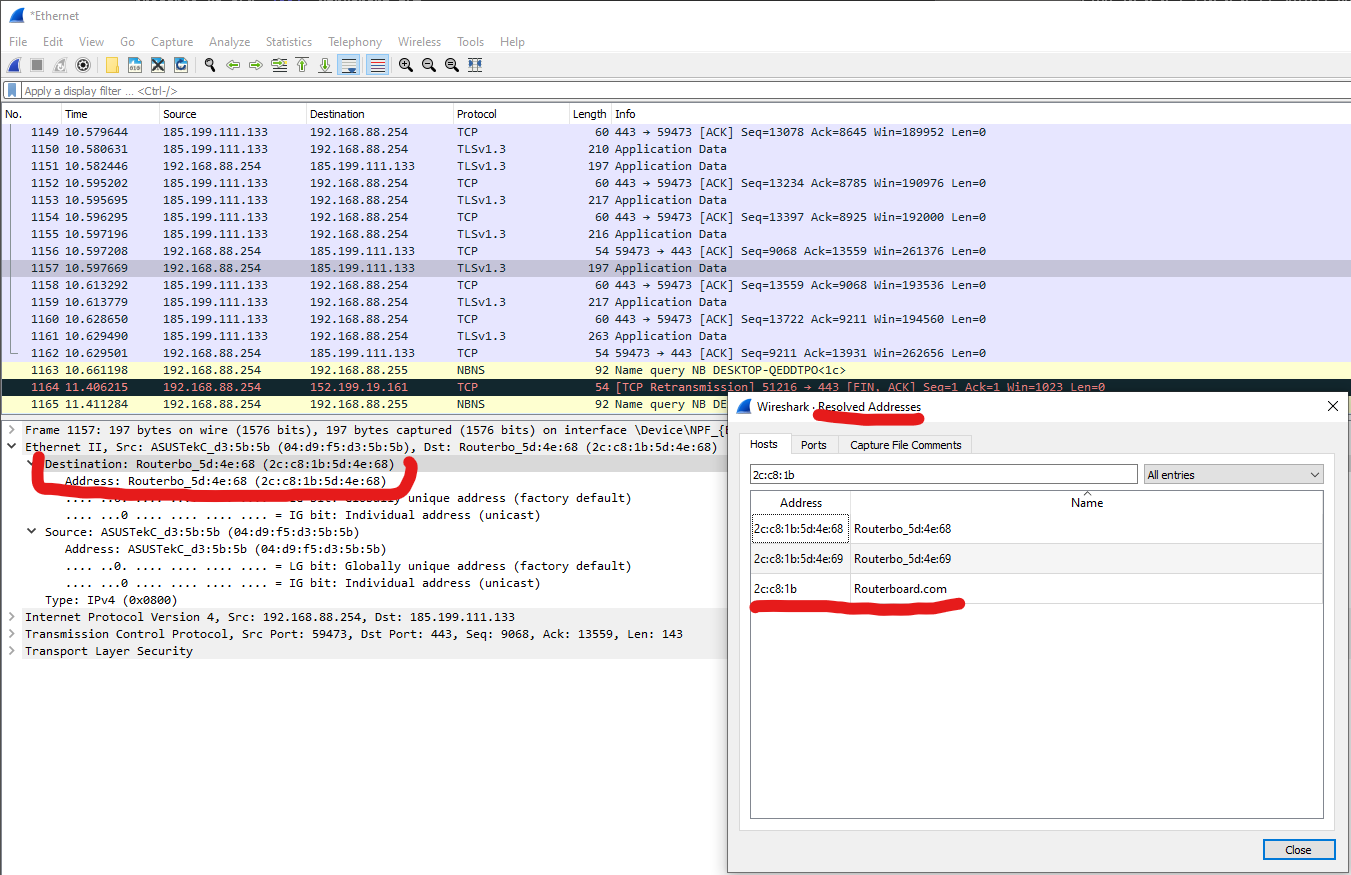 *Ethernet
File Edit View Go Capture Analyze Statistics Telephony Wireless Tools Help
Apply a display filter ... <Ctrl-/>
No. Time Source Destination Protocol Length Info
1149 10.579644 185.199.111.133 192.168.88.254 TCP 60 443 → 59473 [ACK] Seq=13078 Ack=8645 Win=189952 Len=0
1150 10.580631 185.199.111.133 192.168.88.254 TLSv1.3 210 Application Data
1151 10.582446 192.168.88.254 185.199.111.133 TLSv1.3 197 Application Data
1152 10.595202 185.199.111.133 192.168.88.254 TCP 60 443 → 59473 [ACK] Seq=13234 Ack=8785 Win=190976 Len=0
1153 10.595695 185.199.111.133 192.168.88.254 TLSv1.3 217 Application Data
1154 10.596295 185.199.111.133 192.168.88.254 TCP 60 443 → 59473 [ACK] Seq=13397 Ack=8925 Win=192000 Len=0
1155 10.597196 185.199.111.133 192.168.88.254 TLSv1.3 216 Application Data
1156 10.597208 192.168.88.254 185.199.111.133 TCP 54 59473 → 443 [ACK] Seq=9068 Ack=13559 Win=261376 Len=0
1157 10.597669 192.168.88.254 185.199.111.133 TLSv1.3 197 Application Data
1158 10.613292 185.199.111.133 192.168.88.254 TCP 60 443 → 59473 [ACK] Seq=13559 Ack=9068 Win=193536 Len=0
1159 10.613779 185.199.111.133 192.168.88.254 TLSv1.3 217 Application Data
1160 10.628650 185.199.111.133 192.168.88.254 TCP 60 443 → 59473 [ACK] Seq=13722 Ack=9211 Win=194560 Len=0
1161 10.629490 185.199.111.133 192.168.88.254 TLSv1.3 263 Application Data
1162 10.629501 192.168.88.254 185.199.111.133 TCP 54 59473 → 443 [ACK] Seq=9211 Ack=13931 Win=262656 Len=0
1163 10.661198 192.168.88.254 192.168.88.255 NBNS 92 Name query NB DESKTOP-QEDDTPO<1c>
1164 11.406215 192.168.88.254 152.199.19.161 TCP 54 [TCP Retransmission] 51216 → 443 [FIN, ACK] Seq=1 Ack=1 Win=1023 Len=0
1165 11.411284 192.168.88.254 192.168.88.255 NBNS 92 Name query NB DE
Frame 1157: 197 bytes on wire (1576 bits), 197 bytes captured (1576 bits) on interface \Device\NPF_{
Ethernet II, Src: ASUSTekC_d3:5b:5b (04:d9:f5:d3:5b:5b), Dst: Routerbo_5d:4e:68 (2c:c8:1b:5d:4e:68)
Destination: Routerbo_5d:4e:68 (2c:c8:1b:5d:4e:68)
Address: Routerbo_5d:4e:68 (2c:c8:1b:5d:4e:68)
unique address (factory default)
.... ...0 .... .... .... .... = IG bit: Individual address (unicast)
Source: ASUSTekC_d3:5b:5b (04:d9:f5:d3:5b:5b)
Address: ASUSTekC_d3:5b:5b (04:d9:f5:d3:5b:5b)
.... ..0. .... .... .... .... = LG bit: Globally unique address (factory default)
.... ...0 .... .... .... .... = IG bit: Individual address (unicast)
Type: IPv4 (0x0800)
Internet Protocol Version 4, Src: 192.168.88.254, Dst: 185.199.111.133
Transmission Control Protocol, Src Port: 59473, Dst Port: 443, Seq: 9068, Ack: 13559, Len: 143
Transport Layer Security
Wireshark · Resolved Addresses
Hosts Ports Capture File Comments
2c:c8:1b All entries
Address Name
2c:c8:1b:5d:4e:68 Routerbo_5d:4e:68
2c:c8:1b:5d:4e:69 Routerbo_5d:4e:69
2c:c8:1b Routerboard.com
Close